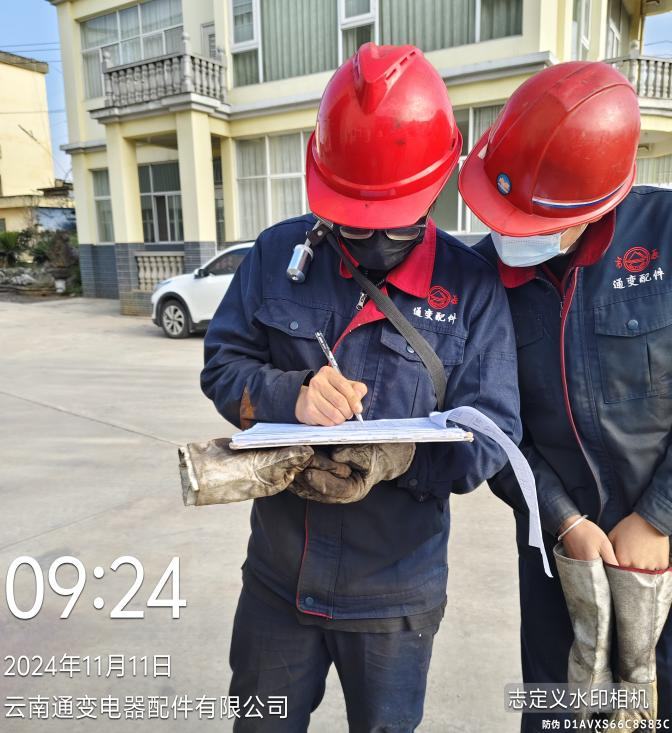 通变配件
通变配件
09:24
2024年11月11日
云南通变电器配件有限公司
志定义水印相机
防伪 D1AVXS66C8S83C